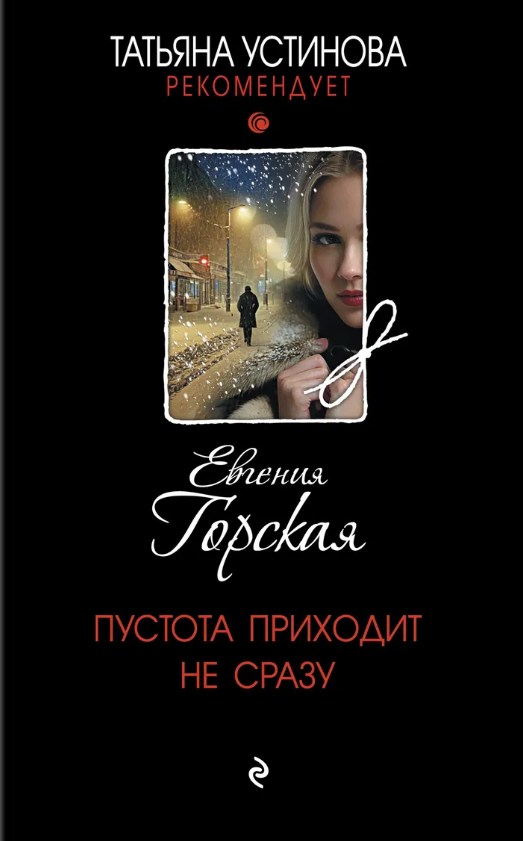 ТАТЬЯНА УСТИНОВА
РЕКОМЕНДУЕТ
Евгения
Горская
ПУСТОТА ПРИХОДИТ
НЕ СРАЗУ